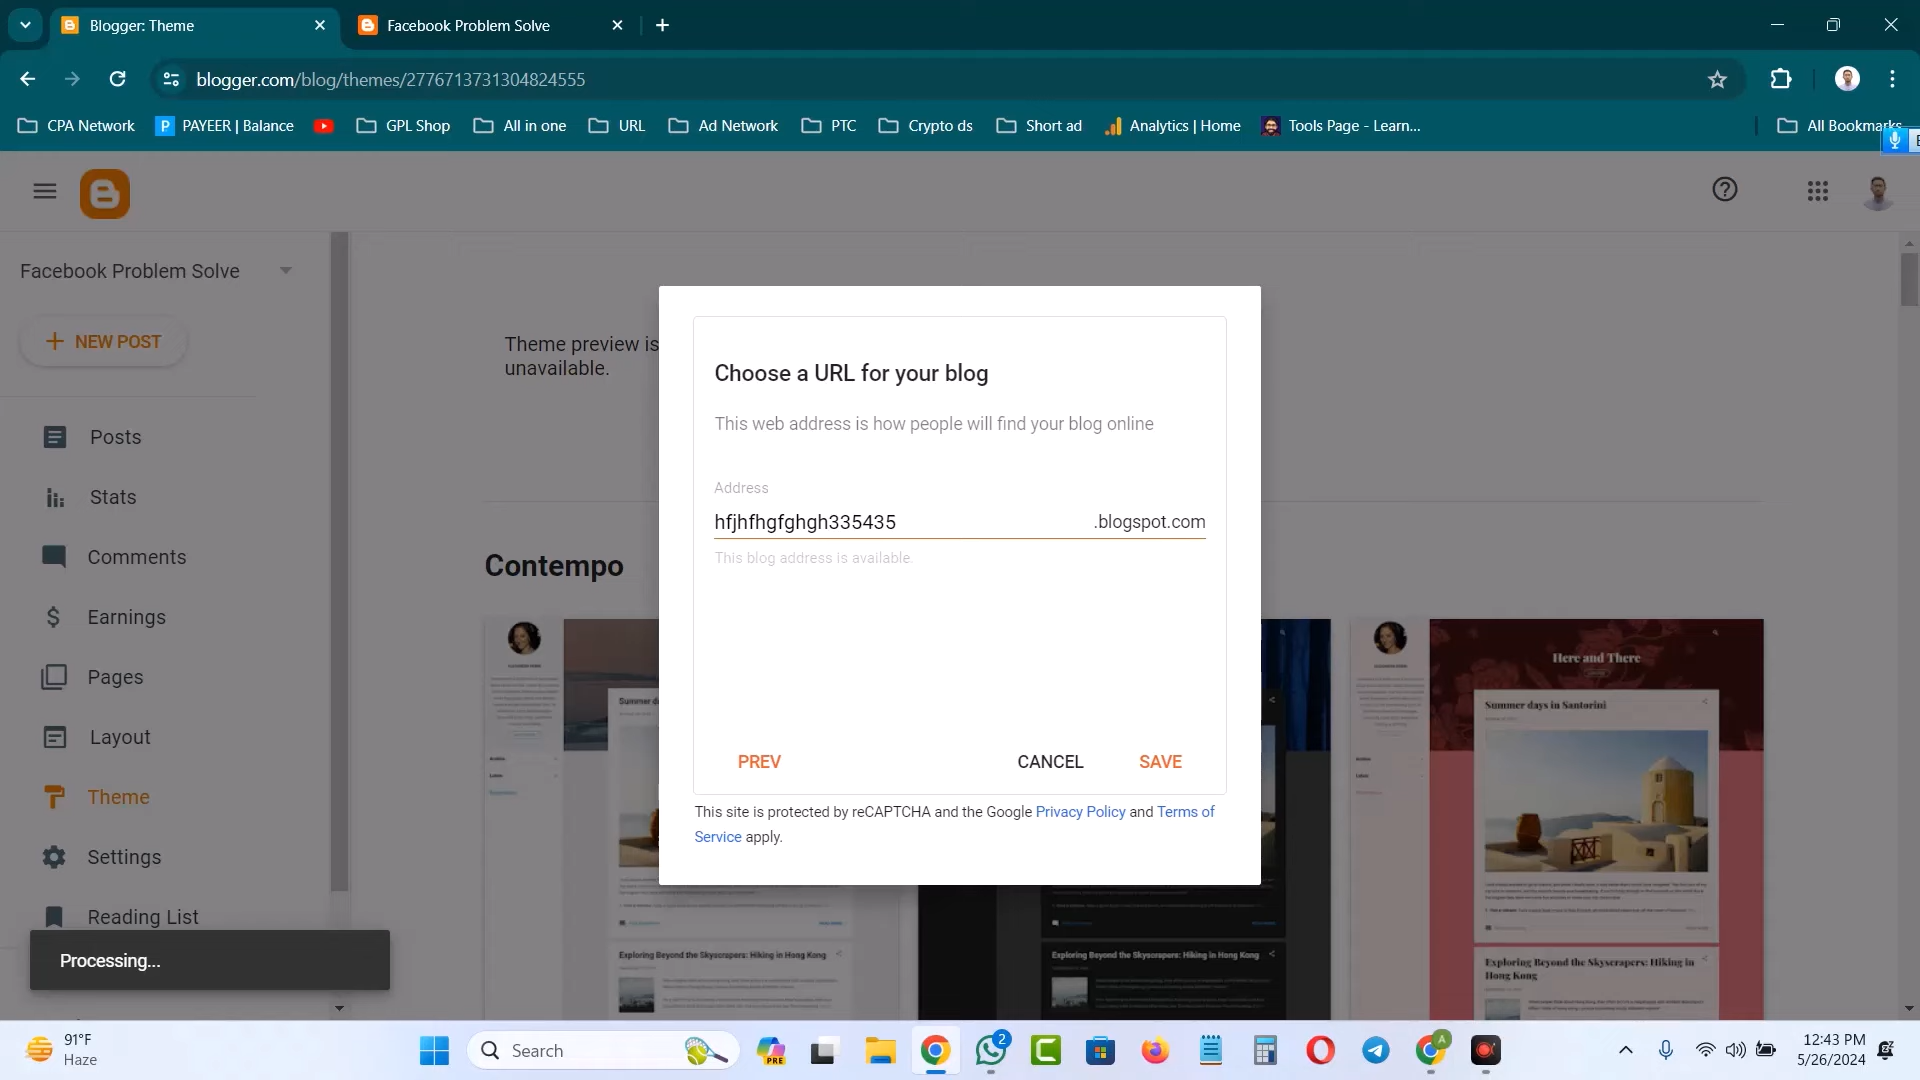 Blogger: Theme
Facebook Problem Solve
blogger.com/blog/themes/2776713731304824555
CPA Network
PAYEER | Balance
GPL Shop
All in one
URL
Ad Network
PTC
Crypto ds
Short ad
Analytics | Home
Tools Page - Learn...
All Bookmarks
Facebook Problem Solve
NEW POST
Posts
Stats
Comments
Earnings
Pages
Layout
Theme
Settings
Reading List
Processing...
Theme preview is
unavailable.
Contempo
Choose a URL for your blog
This web address is how people will find your blog online
Address
hfjhfhgfghgh335435
.blogspot.com
This blog address is available.
PREV
CANCEL
SAVE
This site is protected by reCAPTCHA and the Google Privacy Policy and Terms of
Service apply.
Summer d
Exploring Beyond the Skyscrapers: Hiking in Hong Kong
Exploring Beyond the Skyscrapers: Hiking in Hong Kong
Here and There
Summer days in Santorini
Exploring Beyond the Skyscrapers: Hiking in
Hong Kong
91°F
Haze
Search
PRE
2
A
12:43 PM
5/26/2024